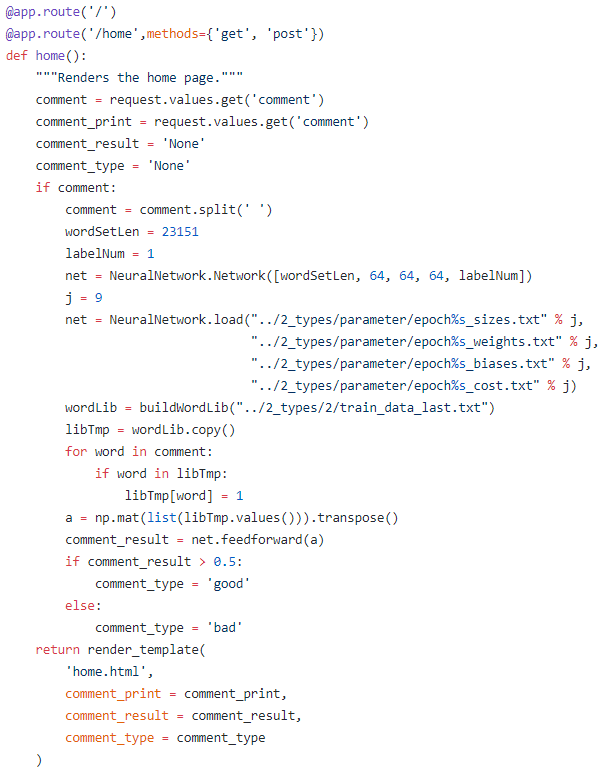 @app.route('/')
@app.route('/home',methods={'get', 'post'})
def home():
    """Renders the home page."""
    comment = request.values.get('comment')
    comment_print = request.values.get('comment')
    comment_result = 'None'
    comment_type = 'None'
    if comment:
        comment = comment.split(' ')
        wordSetLen = 23151
        labelNum = 1
        net = NeuralNetwork.Network([wordSetLen, 64, 64, 64, labelNum])
        j = 9
        net = NeuralNetwork.load("../2_types/parameter/epoch%s_sizes.txt" % j,
                                 "../2_types/parameter/epoch%s_weights.txt" % j,
                                 "../2_types/parameter/epoch%s_biases.txt" % j,
                                 "../2_types/parameter/epoch%s_cost.txt" % j)
        wordLib = buildWordLib("../2_types/2/train_data_last.txt")
        libTmp = wordLib.copy()
        for word in comment:
            if word in libTmp:
                libTmp[word] = 1
        a = np.mat(list(libTmp.values())).transpose()
        comment_result = net.feedforward(a)
        if comment_result > 0.5:
            comment_type = 'good'
        else:
            comment_type = 'bad'
    return render_template(
        'home.html',
        comment_print = comment_print,
        comment_result = comment_result,
        comment_type = comment_type
    )